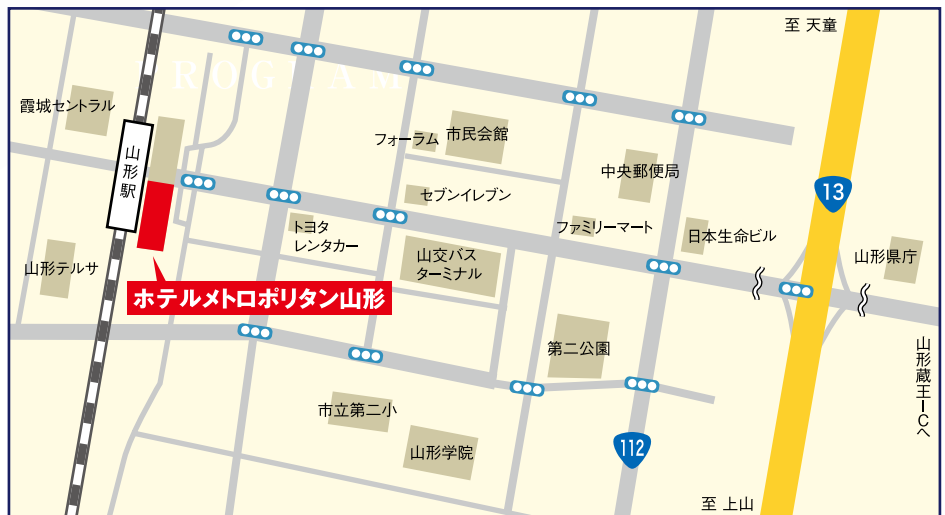 至 天童
PROGRAM
霞城セントラル
フォーラム
市民会館
山形駅
中央郵便局
13
セブンイレブン
トヨタ
レンタカー
ファミリーマート
日本生命ビル
山形県庁
山形テルサ
山交バス
ターミナル
ホテルメトロポリタン山形
第二公園
山形蔵王ICへ
市立第二小
山形学院
112
至 上山